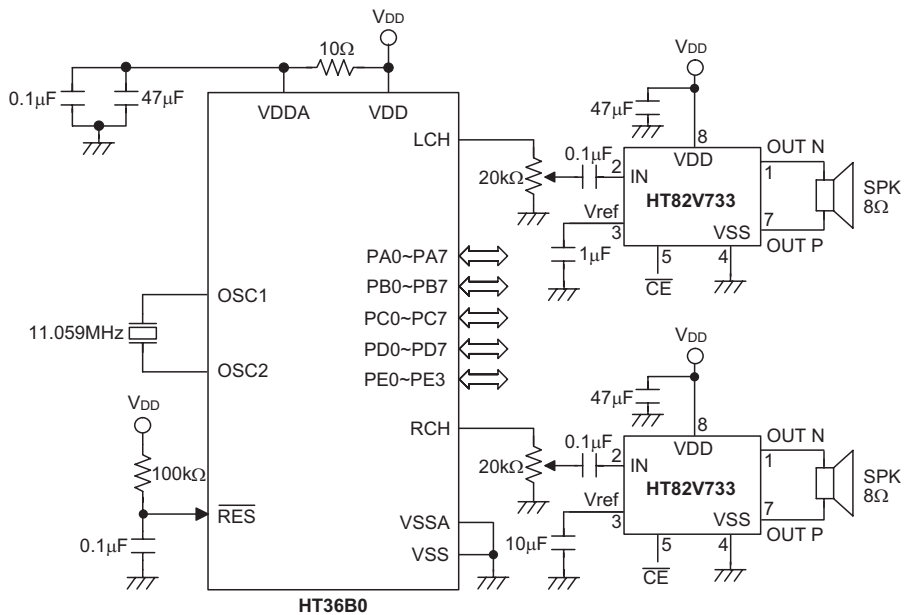 VDD
10Ω
0.1μF
47μF
VDDA
VDD
LCH
20kΩ
0.1μF
VDD
47μF
8
VDD
2
IN
HT82V733
Vref
3
1μF
VSS
5
4
CE
OUT N
1
7
OUT P
SPK
8Ω
PA0~PA7
PB0~PB7
PC0~PC7
PD0~PD7
PE0~PE3
OSC1
11.059MHz
OSC2
VDD
100kΩ
RES
0.1μF
RCH
20kΩ
0.1μF
VDD
47μF
8
VDD
2
IN
HT82V733
Vref
3
10μF
VSS
5
4
CE
OUT N
1
7
OUT P
SPK
8Ω
VSSA
VSS
HT36B0